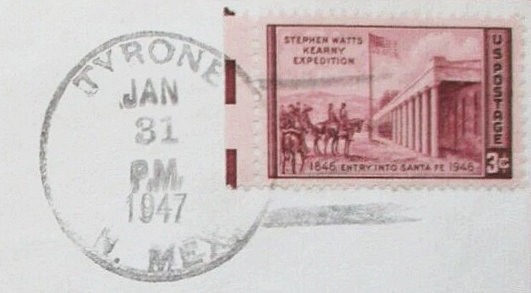 TYRONE
JAN
31
P.M.
1947
N. MEX.
STEPHEN WATTS
KEARNY
EXPEDITION
US POSTAGE
3¢
1846 ENTRY INTO SANTA FE 1946